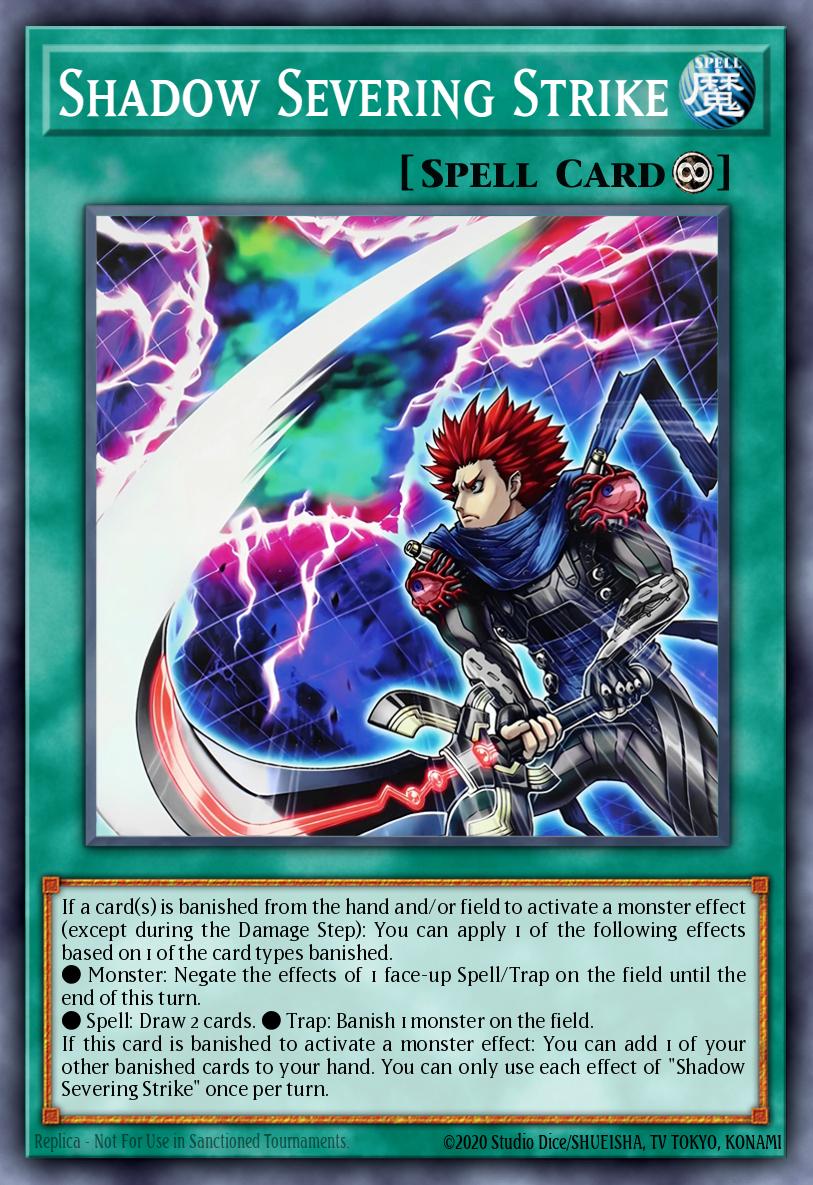 Shadow Severing Strike
SPELL
魔
[Spell Card]
If a card(s) is banished from the hand and/or field to activate a monster effect
(except during the Damage Step): You can apply 1 of the following effects
based on 1 of the card types banished.
● Monster: Negate the effects of 1 face-up Spell/Trap on the field until the
end of this turn.
● Spell: Draw 2 cards. ● Trap: Banish 1 monster on the field.
If this card is banished to activate a monster effect: You can add 1 of your
other banished cards to your hand. You can only use each effect of "Shadow
Severing Strike" once per turn.
Replica - Not For Use in Sanctioned Tournaments.
©2020 Studio Dice/SHUEISHA, TV TOKYO, KONAMI